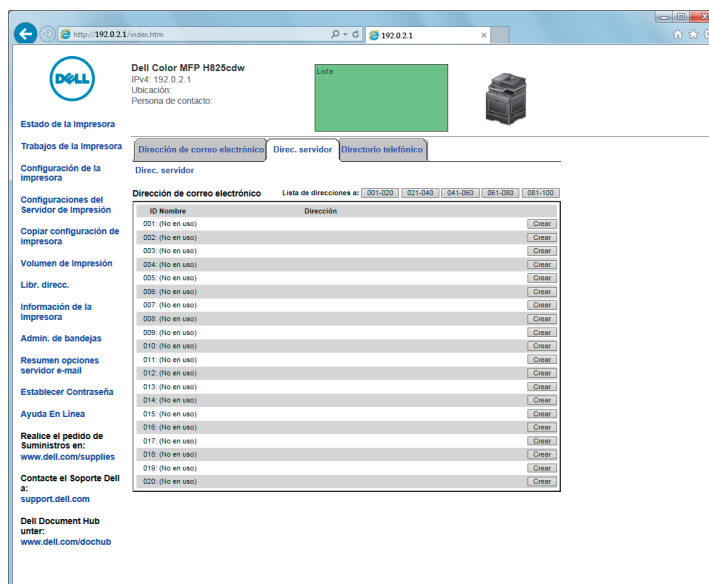 http://192.0.2.1/index.htm
192.0.2.1
DELL
Dell Color MFP H825cdw
IPv4: 192.0.2.1
Ubicación:
Persona de contacto:
Lista
Estado de la Impresora
Trabajos de la Impresora
Configuración de la
impresora
Configuraciones del
Servidor de Impresión
Copiar configuración de
impresora
Volumen de Impresión
Libr. direcc.
Información de la
Impresora
Admin. de bandejas
Resumen opciones
servidor e-mail
Establecer Contraseña
Ayuda En Línea
Realice el pedido de
Suministros en:
www.dell.com/supplies
Contacte el Soporte Dell
a:
support.dell.com
Dell Document Hub
unter:
www.dell.com/dochub
Dirección de correo electrónico Direc. servidor Directorio telefónico
Direc. servidor
Dirección de correo electrónico Lista de direcciones a: 001-020 021-040 041-060 061-080 081-100
ID Nombre Dirección
001: (No en uso) Crear
002: (No en uso) Crear
003: (No en uso) Crear
004: (No en uso) Crear
005: (No en uso) Crear
006: (No en uso) Crear
007: (No en uso) Crear
008: (No en uso) Crear
009: (No en uso) Crear
010: (No en uso) Crear
011: (No en uso) Crear
012: (No en uso) Crear
013: (No en uso) Crear
014: (No en uso) Crear
015: (No en uso) Crear
016: (No en uso) Crear
017: (No en uso) Crear
018: (No en uso) Crear
019: (No en uso) Crear
020: (No en uso) Crear